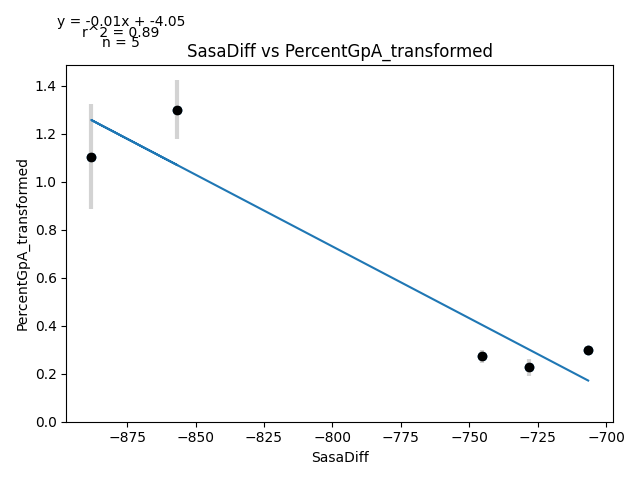 y = -0.01x + -4.05
r^2 = 0.89
n = 5
SasaDiff vs PercentGpA_transformed
1.4
1.2
1.0
0.8
0.6
0.4
0.2
0.0
PercentGpA_transformed
−875 −850 −825 −800 −775 −750 −725 −700
SasaDiff